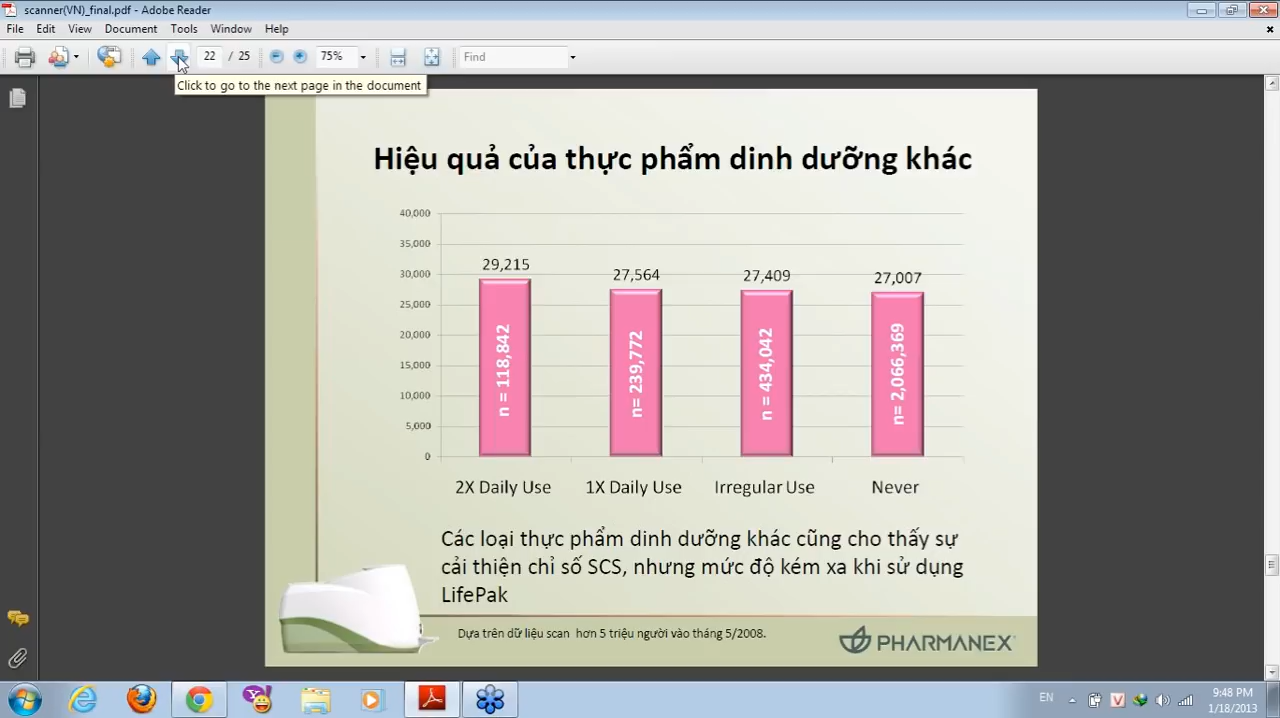 scanner(VN)_final.pdf - Adobe Reader
File Edit View Document Tools Window Help
22 / 25 75% Find
Click to go to the next page in the document
Hiệu quả của thực phẩm dinh dưỡng khác
40,000
35,000
30,000
25,000
20,000
15,000
10,000
5,000
0
29,215
27,564
27,409
27,007
n = 118,842
n= 239,772
n = 434,042
n= 2,066,369
2X Daily Use 1X Daily Use Irregular Use Never
Các loại thực phẩm dinh dưỡng khác cũng cho thấy sự
cải thiện chỉ số SCS, nhưng mức độ kém xa khi sử dụng
LifePak
Dựa trên dữ liệu scan hơn 5 triệu người vào tháng 5/2008.
PHARMANEX
EN
9:48 PM
1/18/2013